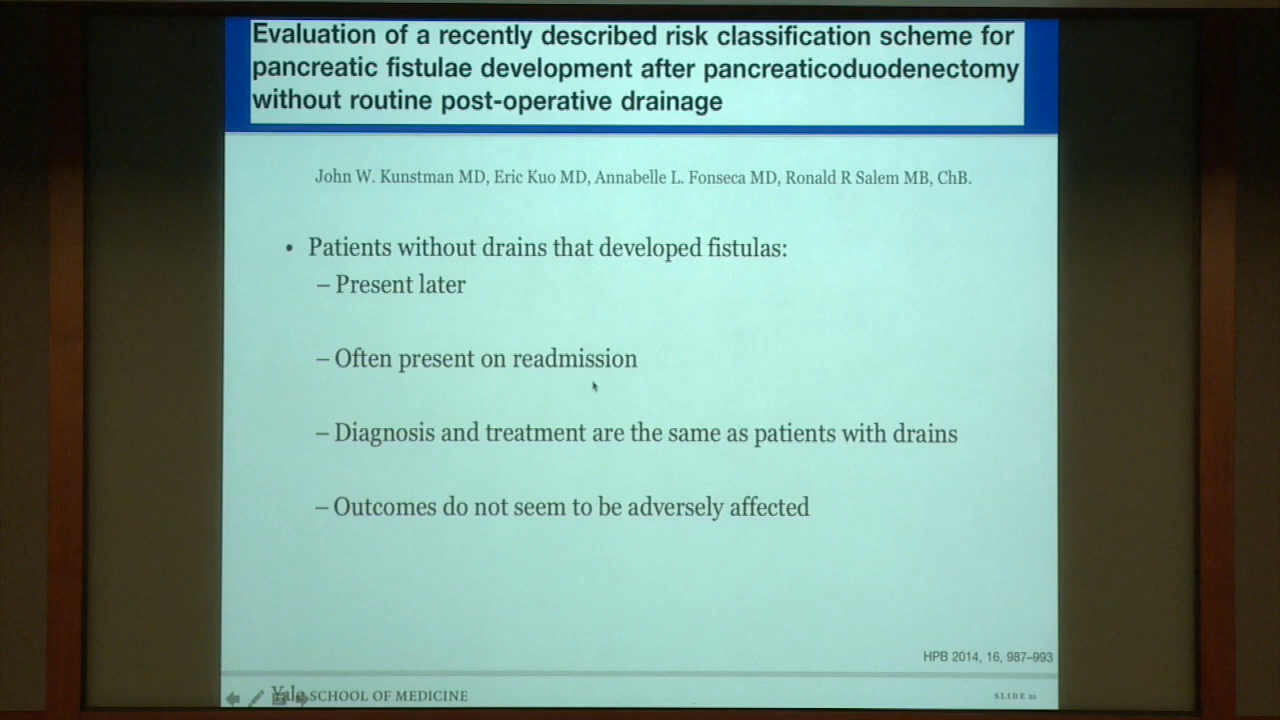 Evaluation of a recently described risk classification scheme for
pancreatic fistulae development after pancreaticoduodenectomy
without routine post-operative drainage
John W. Kunstman MD, Eric Kuo MD, Annabelle L. Fonseca MD, Ronald R Salem MB, ChB.
• Patients without drains that developed fistulas:
– Present later
– Often present on readmission
– Diagnosis and treatment are the same as patients with drains
– Outcomes do not seem to be adversely affected
HPB 2014, 16, 987–993
Yale SCHOOL OF MEDICINE
SLIDE